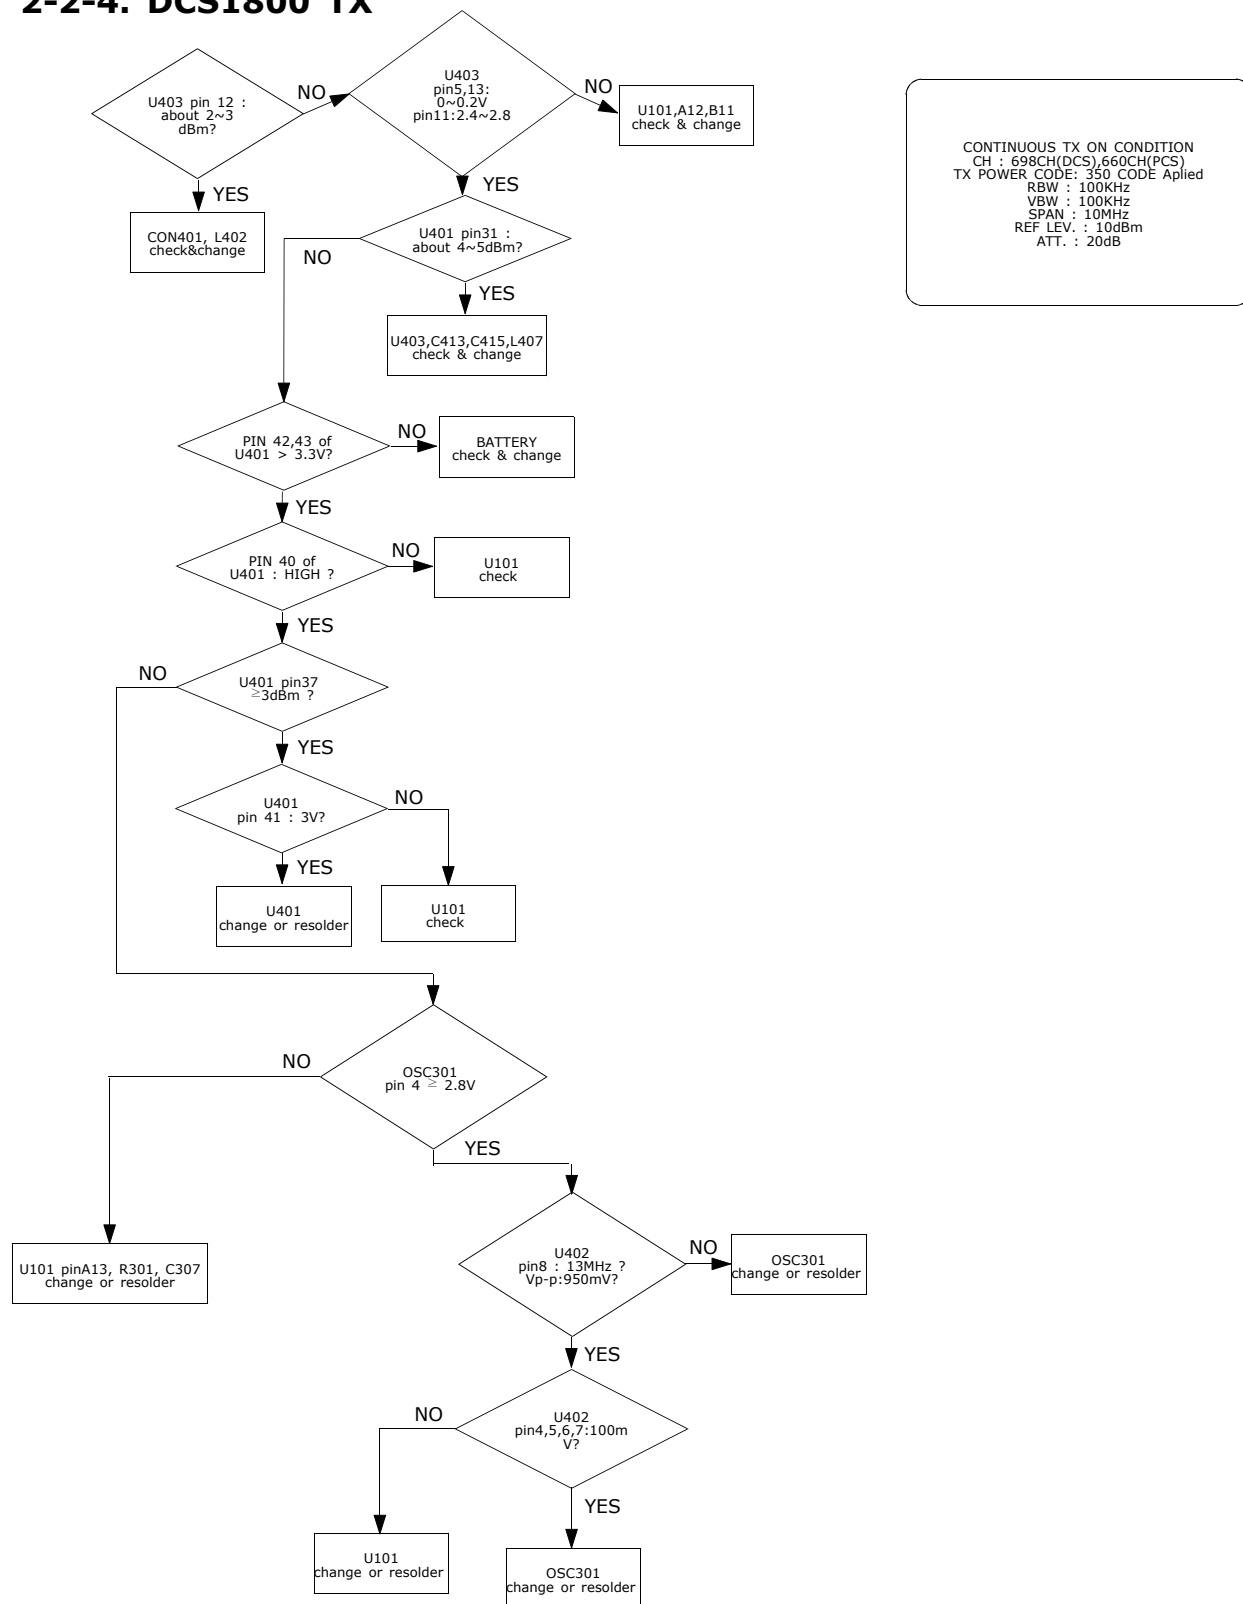 2-2-4. DCS1800 TX
U403 pin 12 :
about 2~3
dBm?
NO
U403
pin5,13:
0~0.2V
pin11:2.4~2.8
NO
U101,A12,B11
check & change
CONTINUOUS TX ON CONDITION
CH : 698CH(DCS),660CH(PCS)
TX POWER CODE: 350 CODE Aplied
RBW : 100KHz
VBW : 100KHz
SPAN : 10MHz
REF LEV. : 10dBm
ATT. : 20dB
YES
CON401, L402
check&change
YES
U401 pin31 :
about 4~5dBm?
NO
YES
U403,C413,C415,L407
check & change
PIN 42,43 of
U401 > 3.3V?
NO
BATTERY
check & change
YES
PIN 40 of
U401 : HIGH ?
NO
U101
check
YES
NO
U401 pin37
≥3dBm ?
YES
U401
pin 41 : 3V?
NO
YES
U401
change or resolder
U101
check
NO
OSC301
pin 4 ≥ 2.8V
YES
U101 pinA13, R301, C307
change or resolder
U402
pin8 : 13MHz ?
Vp-p:950mV?
NO
OSC301
change or resolder
YES
NO
U402
pin4,5,6,7:100m
V?
YES
U101
change or resolder
OSC301
change or resolder